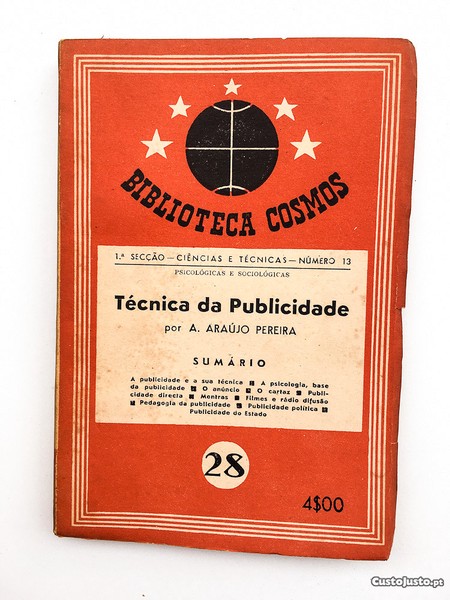 BIBLIOTECA COSMOS
1.ª SECÇÃO — CIÊNCIAS E TÉCNICAS — NÚMERO 13
PSICOLÓGICAS E SOCIOLÓGICAS
Técnica da Publicidade
por A. ARAÚJO PEREIRA
SUMÁRIO
A publicidade e a sua técnica ■ A psicologia, base
da publicidade ■ O anúncio ■ O cartaz ■ Publi-
cidade directa ■ Montras ■ Filmes e rádio difusão
■ Pedagogia da publicidade ■ Publicidade política ■
Publicidade do Estado
28
4$00
CustoJusto.pt